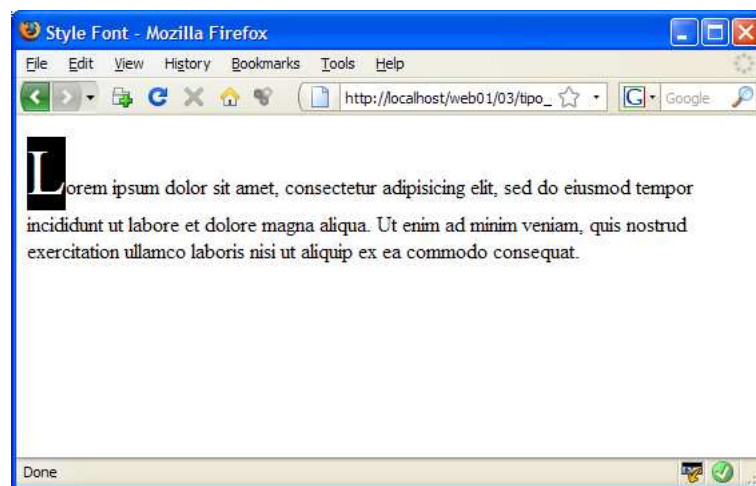 Style Font - Mozilla Firefox
File Edit View History Bookmarks Tools Help
http://localhost/web01/03/tipo_ G Google
Lorem ipsum dolor sit amet, consectetur adipisicing elit, sed do eiusmod tempor
incididunt ut labore et dolore magna aliqua. Ut enim ad minim veniam, quis nostrud
exercitation ullamco laboris nisi ut aliquip ex ea commodo consequat.
Done